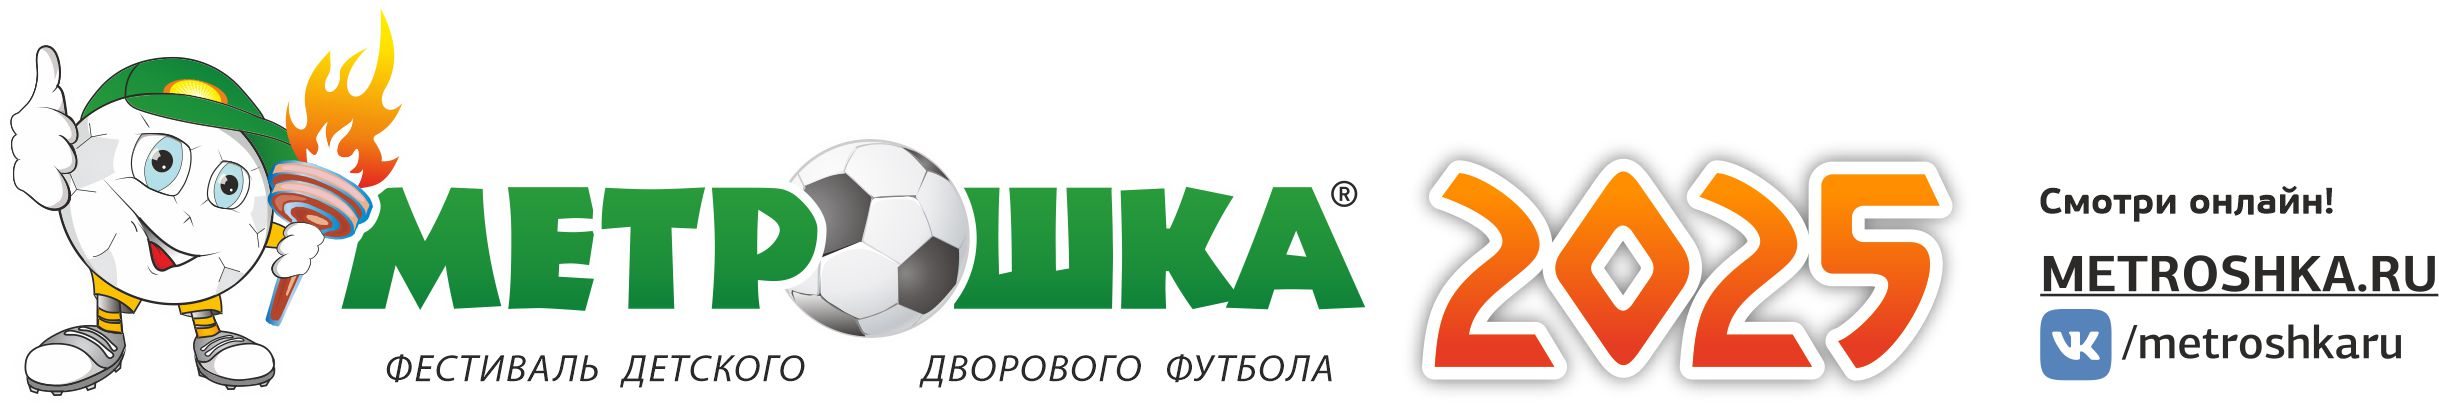 МЕТРОШКА®
ФЕСТИВАЛЬ ДЕТСКОГО ДВОРОВОГО ФУТБОЛА
2025
Смотри онлайн!
METROSHKA.RU
/metroshkaru